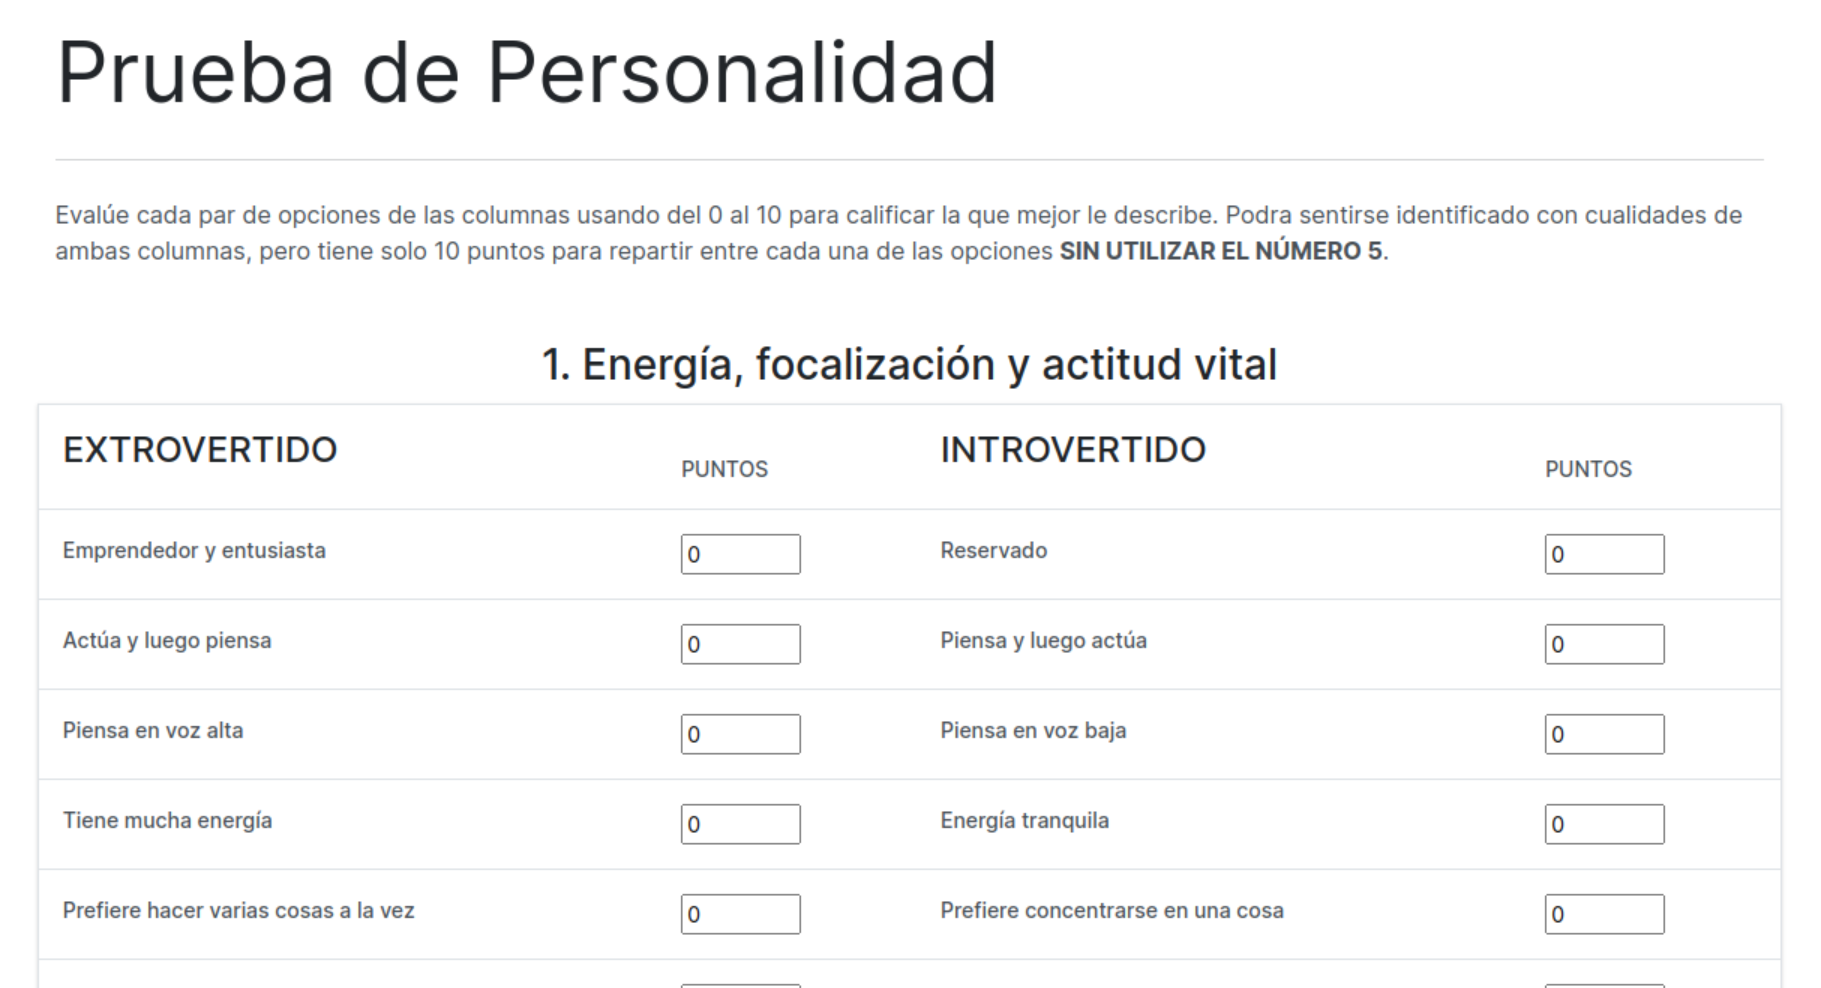 Prueba de Personalidad
Evalúe cada par de opciones de las columnas usando del 0 al 10 para calificar la que mejor le describe. Podra sentirse identificado con cualidades de
ambas columnas, pero tiene solo 10 puntos para repartir entre cada una de las opciones SIN UTILIZAR EL NÚMERO 5.
1. Energía, focalización y actitud vital
EXTROVERTIDO PUNTOS INTROVERTIDO PUNTOS
Emprendedor y entusiasta 0 Reservado 0
Actúa y luego piensa 0 Piensa y luego actúa 0
Piensa en voz alta 0 Piensa en voz baja 0
Tiene mucha energía 0 Energía tranquila 0
Prefiere hacer varias cosas a la vez 0 Prefiere concentrarse en una cosa 0